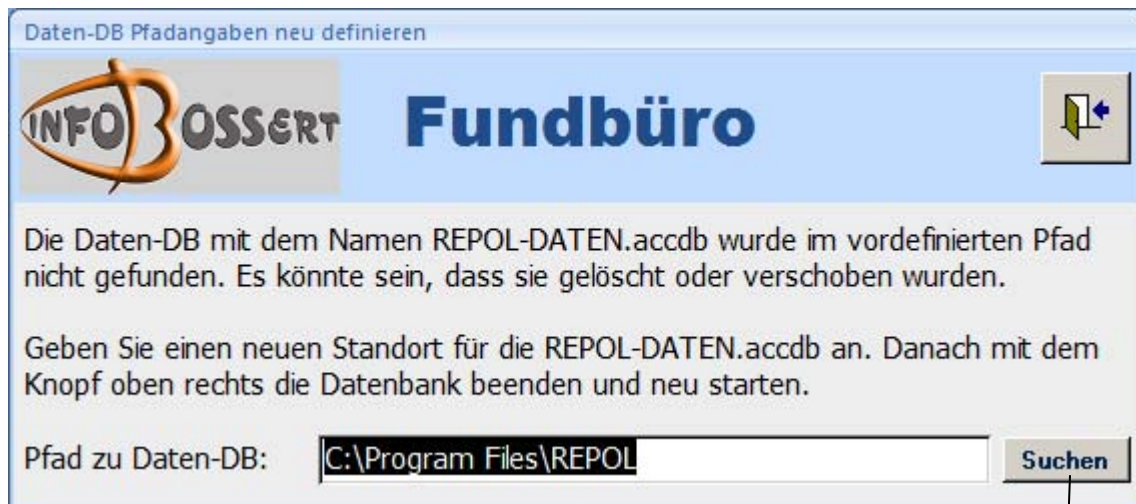 Daten-DB Pfadangaben neu definieren
INFO BOSSERT
Fundbüro
Die Daten-DB mit dem Namen REPOL-DATEN.accdb wurde im vordefinierten Pfad
nicht gefunden. Es könnte sein, dass sie gelöscht oder verschoben wurden.
Geben Sie einen neuen Standort für die REPOL-DATEN.accdb an. Danach mit dem
Knopf oben rechts die Datenbank beenden und neu starten.
Pfad zu Daten-DB: C:\Program Files\REPOL Suchen